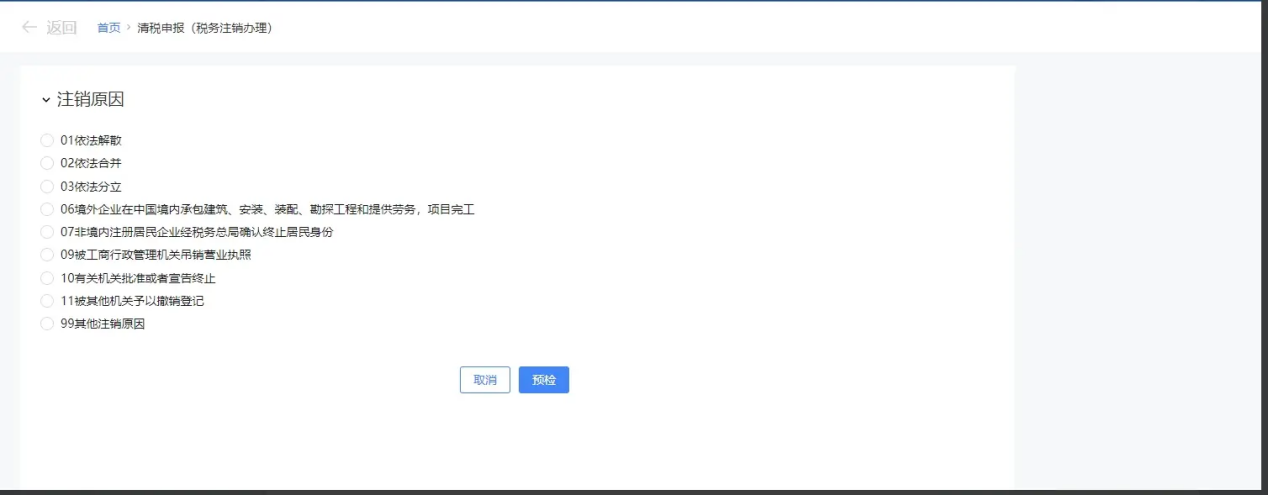 返回 首页 > 清税申报（税务注销办理）
注销原因
01依法解散
02依法合并
03依法分立
06境外企业在中国境内承包建筑、安装、装配、勘探工程和提供劳务，项目完工
07非境内注册居民企业经税务总局确认终止居民身份
09被工商行政管理机关吊销营业执照
10有关机关批准或者宣告终止
11被其他机关予以撤销登记
99其他注销原因
取消 预检